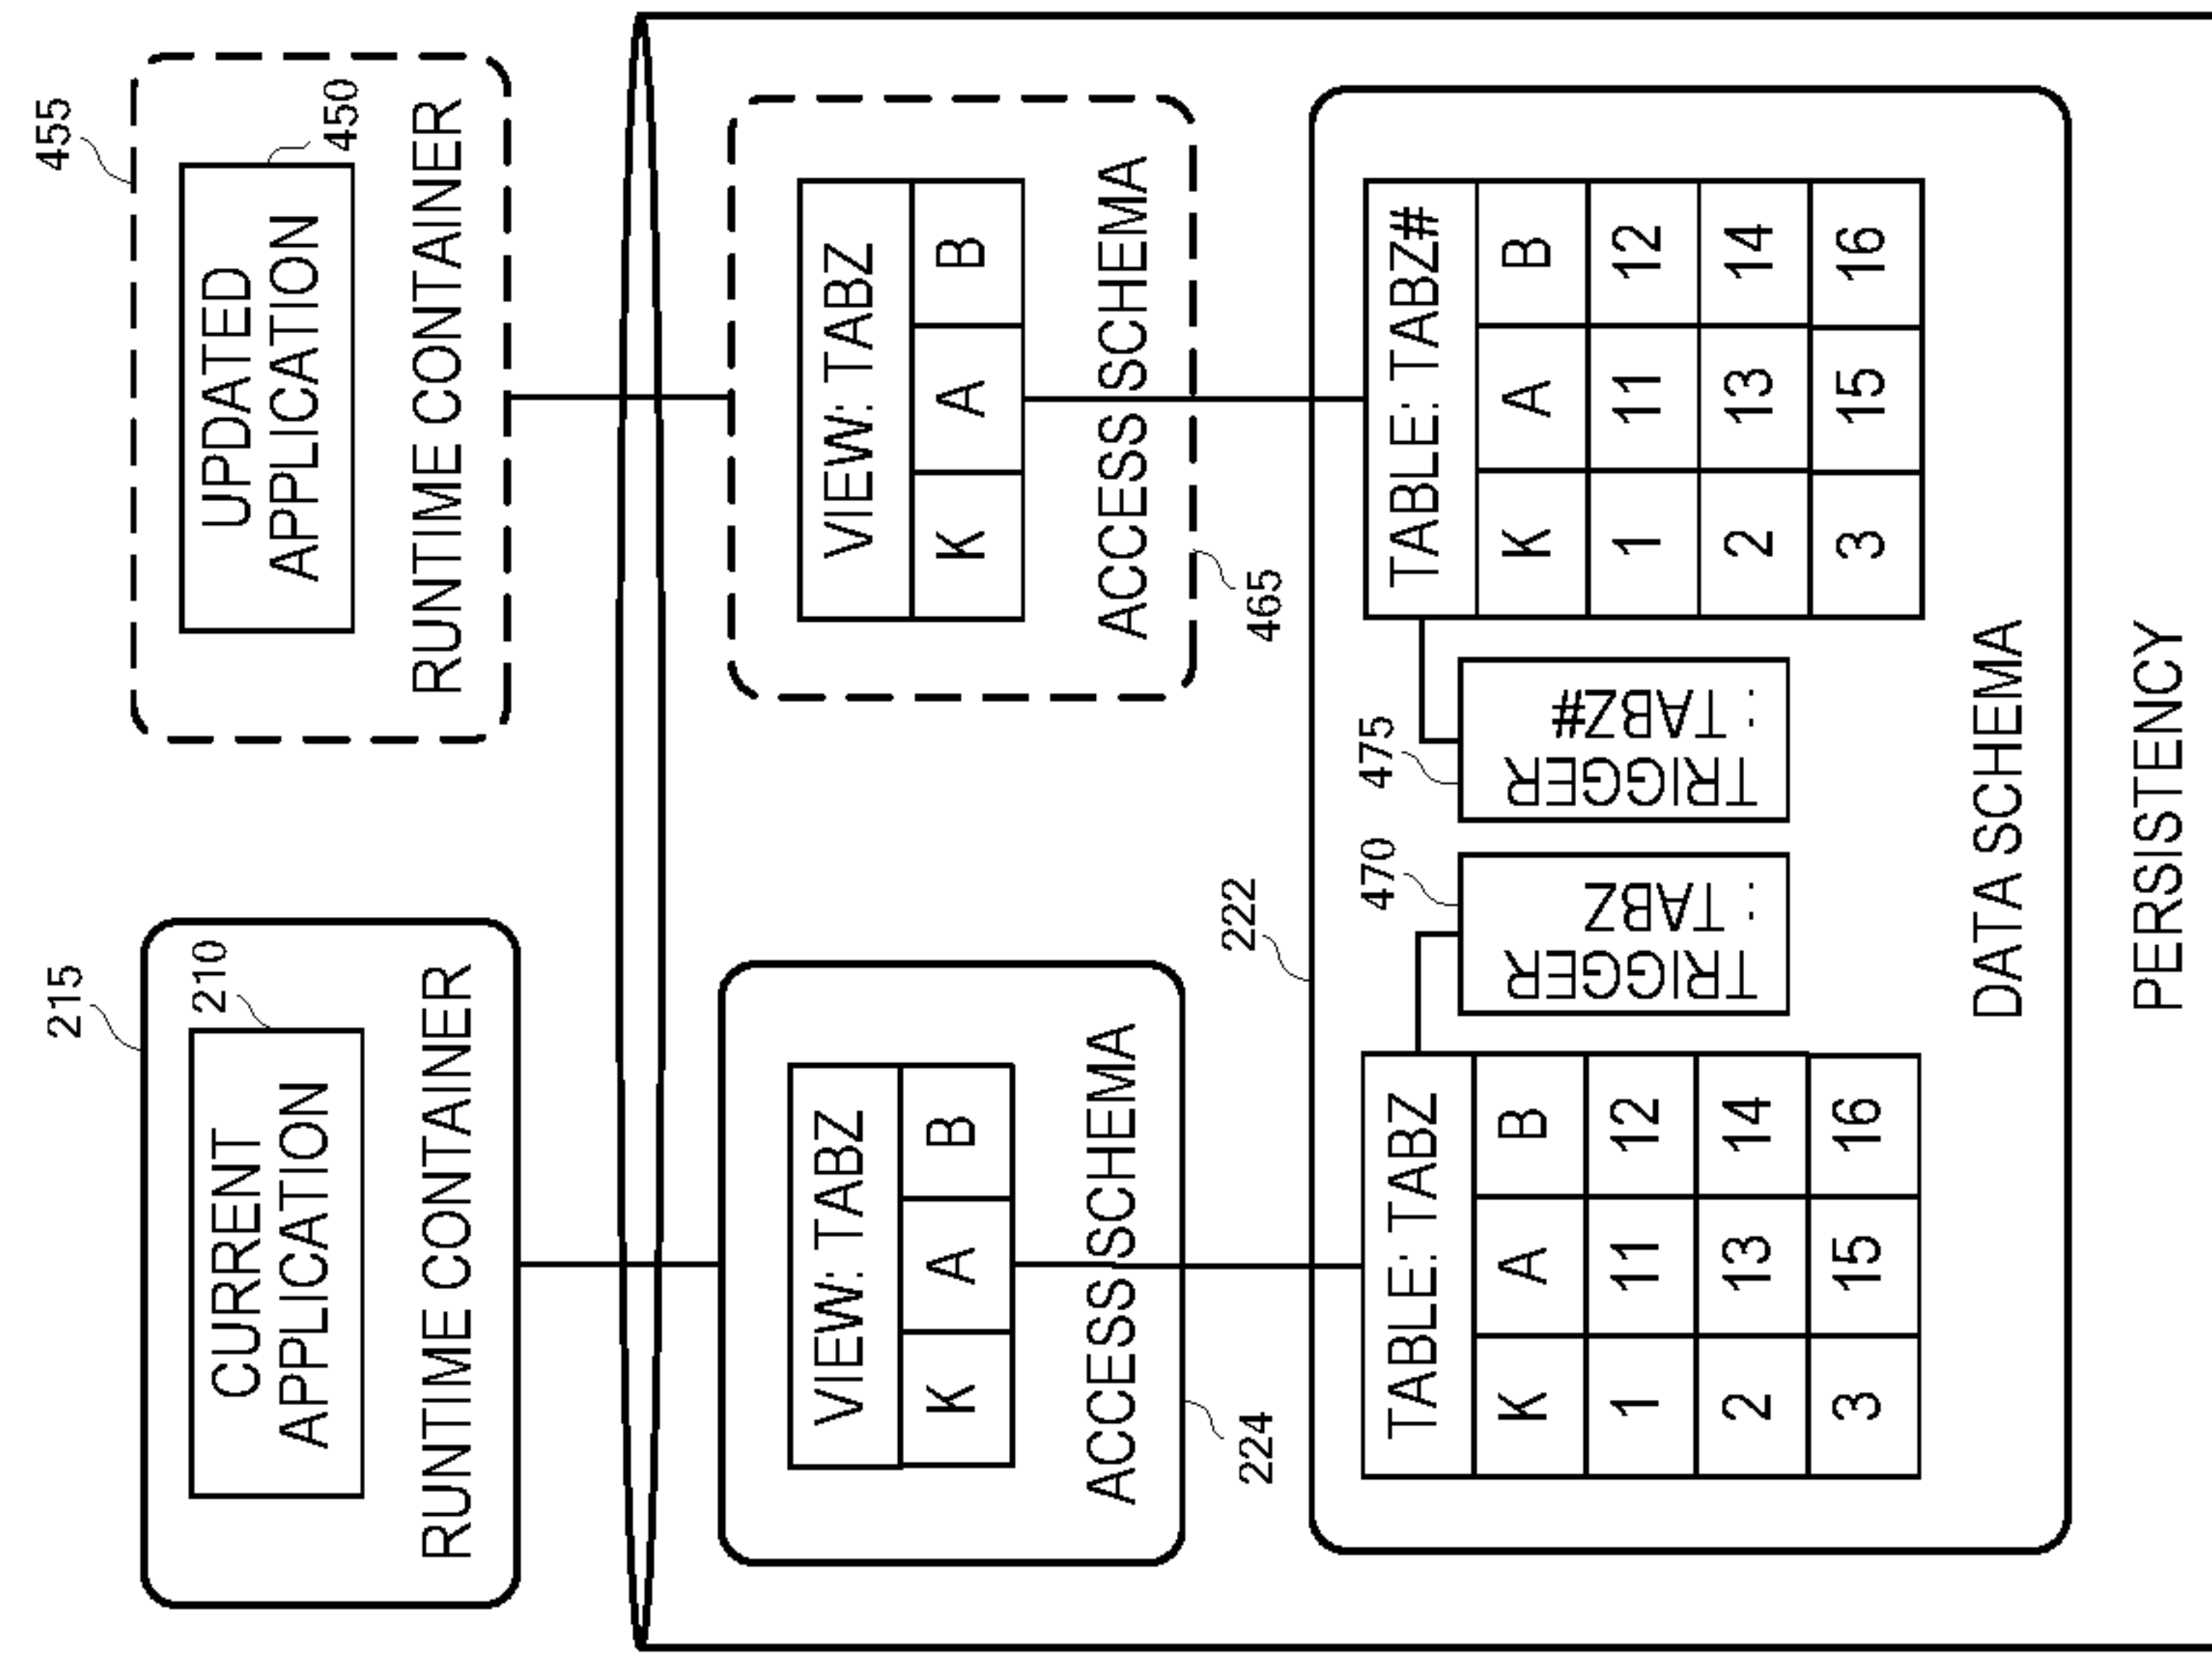 215
CURRENT
APPLICATION
210
RUNTIME CONTAINER
455
UPDATED
APPLICATION
450
RUNTIME CONTAINER
VIEW: TABZ
K A B
ACCESS SCHEMA
224
VIEW: TABZ
K A B
ACCESS SCHEMA
465
222
TABLE: TABZ
K A B
1 11 12
2 13 14
3 15 16
470
TRIGGER
: TABZ
475
TRIGGER
: TABZ#
TABLE: TABZ#
K A B
1 11 12
2 13 14
3 15 16
DATA SCHEMA
PERSISTENCY